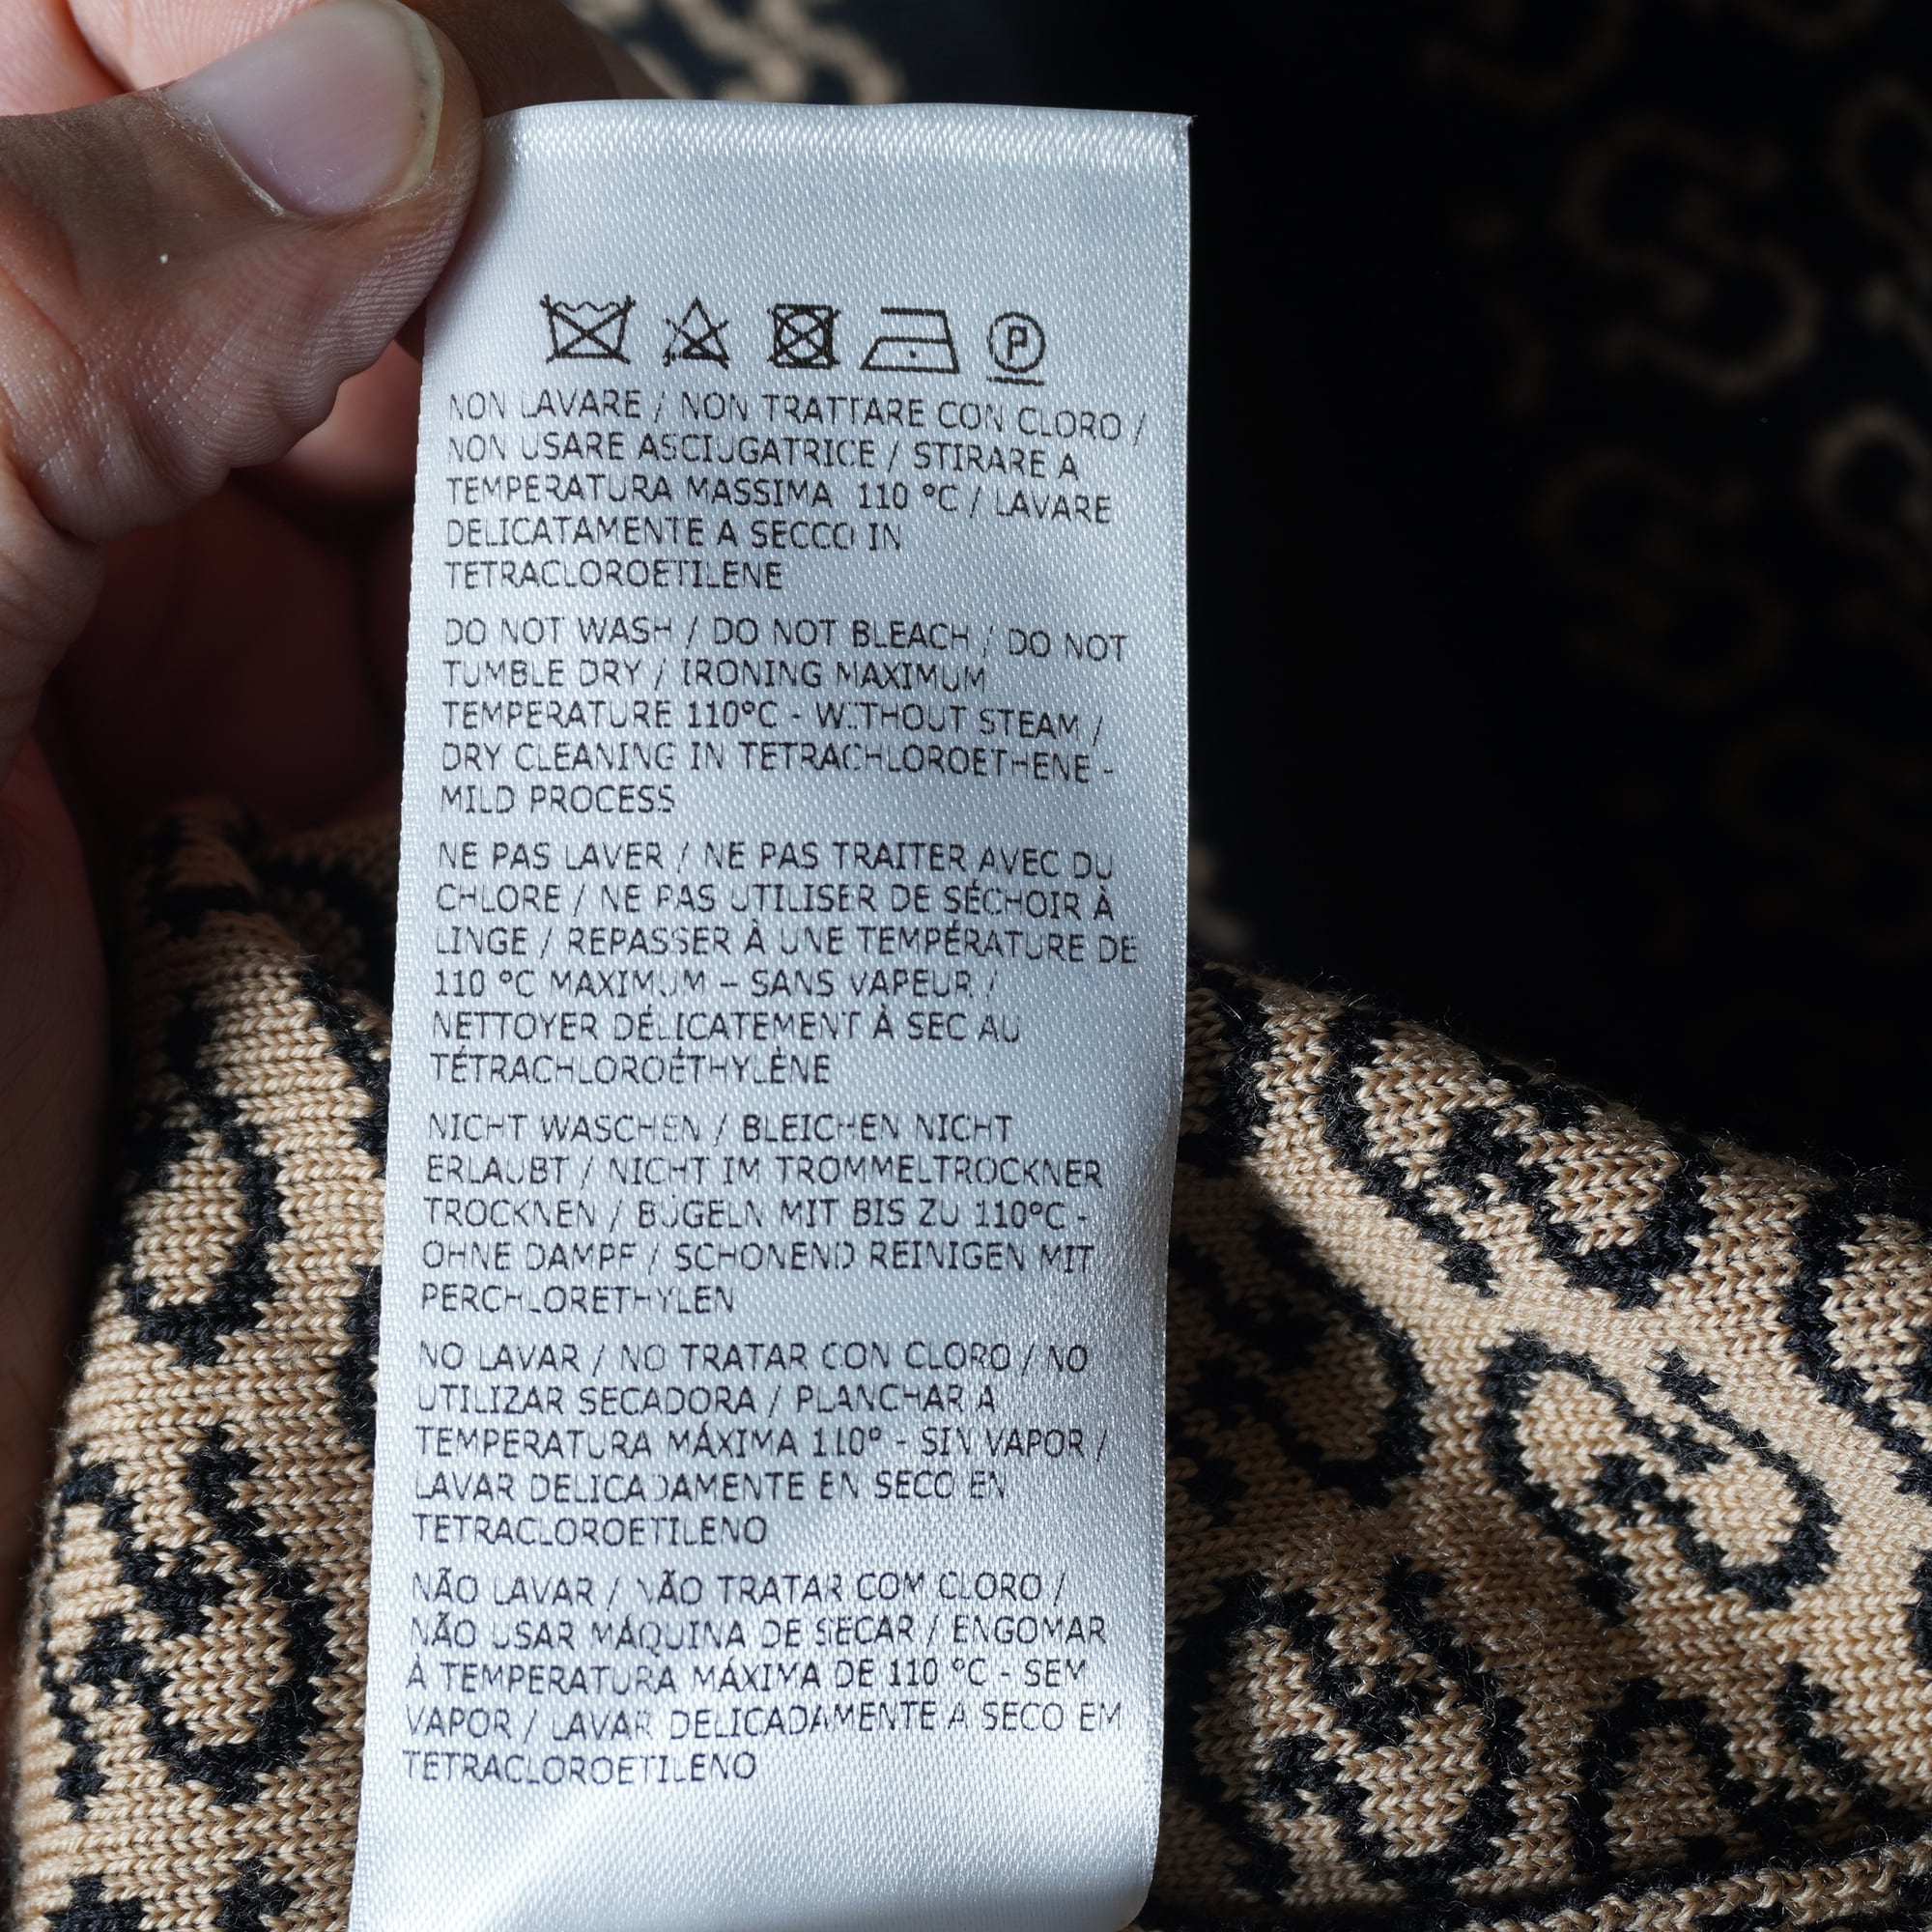 P
NON LAVARE / NON TRATTARE CON CLORO /
NON USARE ASCIUGATRICE / STIRARE A
TEMPERATURA MASSIMA 110 °C / LAVARE
DELICATAMENTE A SECCO IN
TETRACLOROETILENE
DO NOT WASH / DO NOT BLEACH / DO NOT
TUMBLE DRY / IRONING MAXIMUM
TEMPERATURE 110°C - WITHOUT STEAM /
DRY CLEANING IN TETRACHLOROETHENE -
MILD PROCESS
NE PAS LAVER / NE PAS TRAITER AVEC DU
CHLORE / NE PAS UTILISER DE SÉCHOIR À
LINGE / REPASSER À UNE TEMPÉRATURE DE
110 °C MAXIMUM – SANS VAPEUR /
NETTOYER DÉLICATEMENT À SEC AU
TÉTRACHLOROÉTHYLÈNE
NICHT WASCHEN / BLEICHEN NICHT
ERLAUBT / NICHT IM TROMMELTROCKNER
TROCKNEN / BÜGELN MIT BIS ZU 110°C -
OHNE DAMPF / SCHONEND REINIGEN MIT
PERCHLORETHYLEN
NO LAVAR / NO TRATAR CON CLORO / NO
UTILIZAR SECADORA / PLANCHAR A
TEMPERATURA MÁXIMA 110° - SIN VAPOR /
LAVAR DELICADAMENTE EN SECO EN
TETRACLOROETILENO
NÃO LAVAR / NÃO TRATAR COM CLORO /
NÃO USAR MÁQUINA DE SECAR / ENGOMAR
À TEMPERATURA MÁXIMA DE 110 °C - SEM
VAPOR / LAVAR DELICADAMENTE A SECO EM
TETRACLOROETILENO